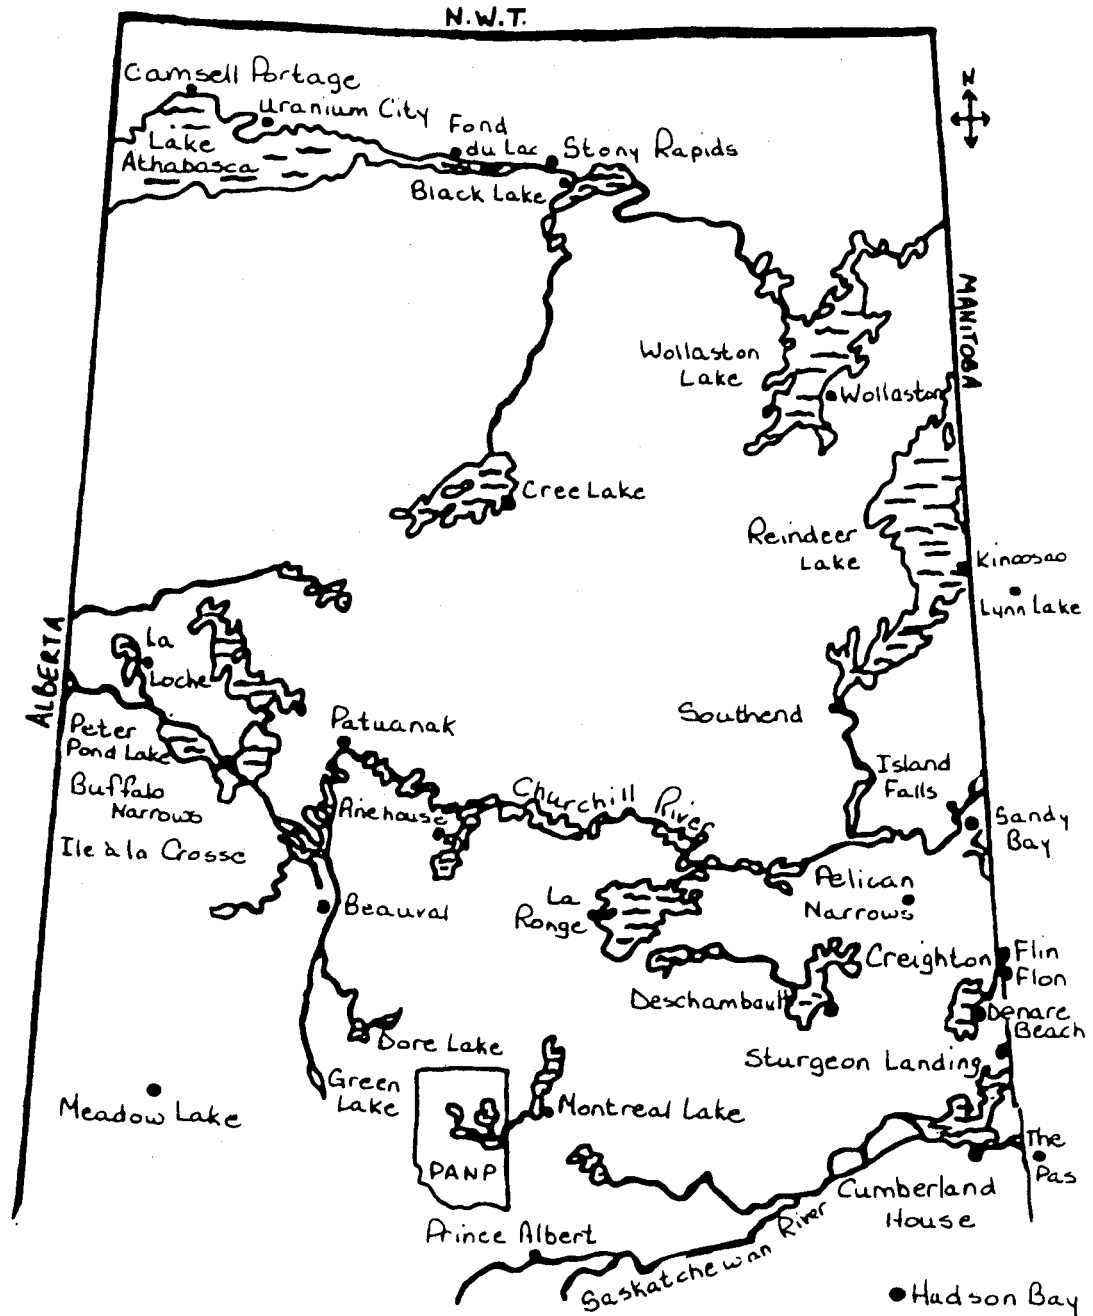 N.W.T.
Camsell Portage
Uranium City
N
Fond
du Lac
Stony Rapids
Lake
Athabasca
Black Lake
MANITOBA
Wollaston
Lake
Wollaston
Cree Lake
Reindeer
Lake
Kinoosao
Lynn Lake
ALBERTA
La
Loche
Southend
Patuanak
Peter
Pond Lake
Buffalo
Narrows
Island
Falls
Churchill River
Pinehouse
Sandy
Bay
Ile à la Crosse
Pelican
Narrows
Beauval
La
Ronge
Creighton
Flin
Flon
Deschambault
Denare
Beach
Dore Lake
Sturgeon Landing
Green
Lake
Meadow Lake
Montreal Lake
The
Pas
PANP
Cumberland
House
Prince Albert
Saskatchewan River
Hudson Bay